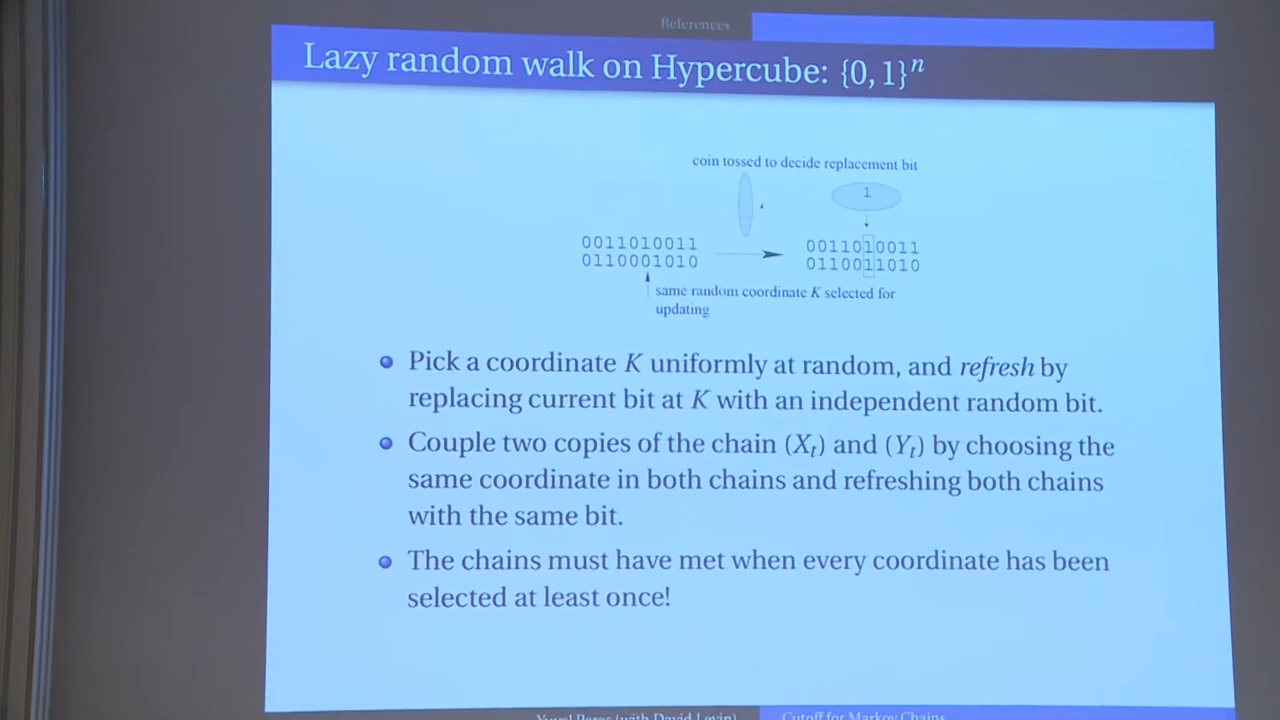 References
Lazy random walk on Hypercube: {0, 1}ⁿ
coin tossed to decide replacement bit
1
0011010011
0110001010
0011010011
0110011010
same random coordinate K selected for
updating
Pick a coordinate K uniformly at random, and refresh by
replacing current bit at K with an independent random bit.
Couple two copies of the chain (Xₜ) and (Yₜ) by choosing the
same coordinate in both chains and refreshing both chains
with the same bit.
The chains must have met when every coordinate has been
selected at least once!
Yuval Peres (with David Levin)
Cutoff for Markov Chains